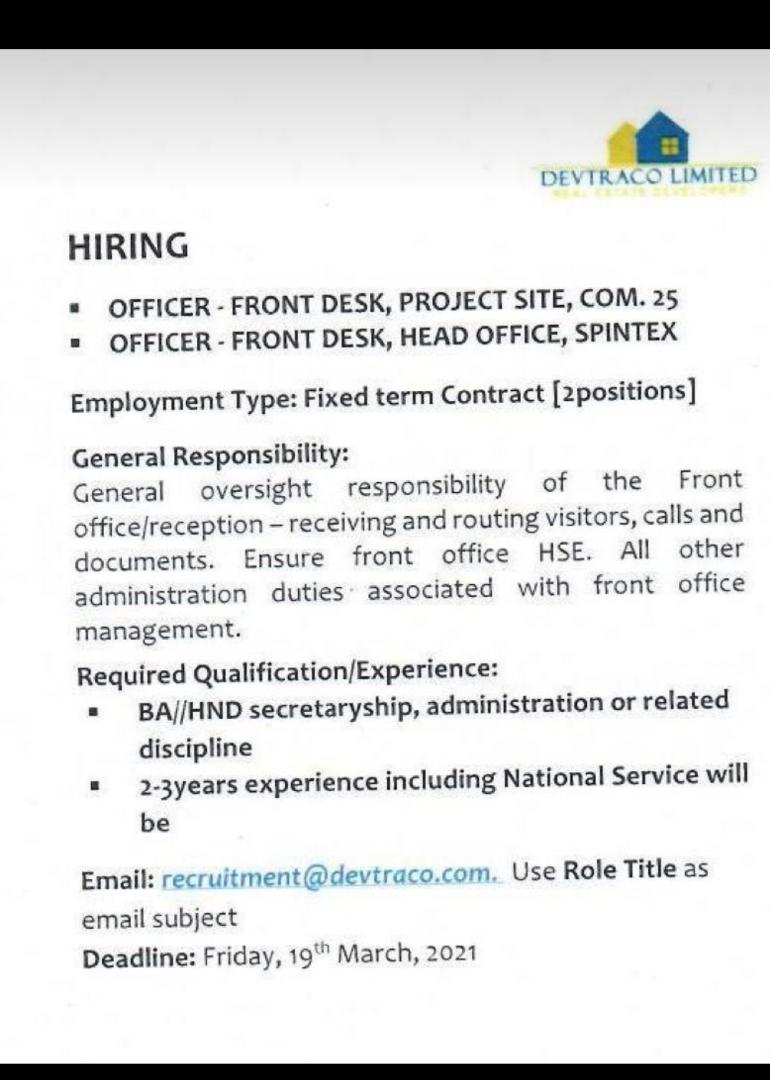 DEVTRACO LIMITED
REAL ESTATE DEVELOPERS
HIRING
▪ OFFICER - FRONT DESK, PROJECT SITE, COM. 25
▪ OFFICER - FRONT DESK, HEAD OFFICE, SPINTEX
Employment Type: Fixed term Contract [2positions]
General Responsibility:
General oversight responsibility of the Front
office/reception – receiving and routing visitors, calls and
documents. Ensure front office HSE. All other
administration duties associated with front office
management.
Required Qualification/Experience:
▪ BA//HND secretaryship, administration or related
discipline
▪ 2-3years experience including National Service will
be
Email: recruitment@devtraco.com. Use Role Title as
email subject
Deadline: Friday, 19th March, 2021